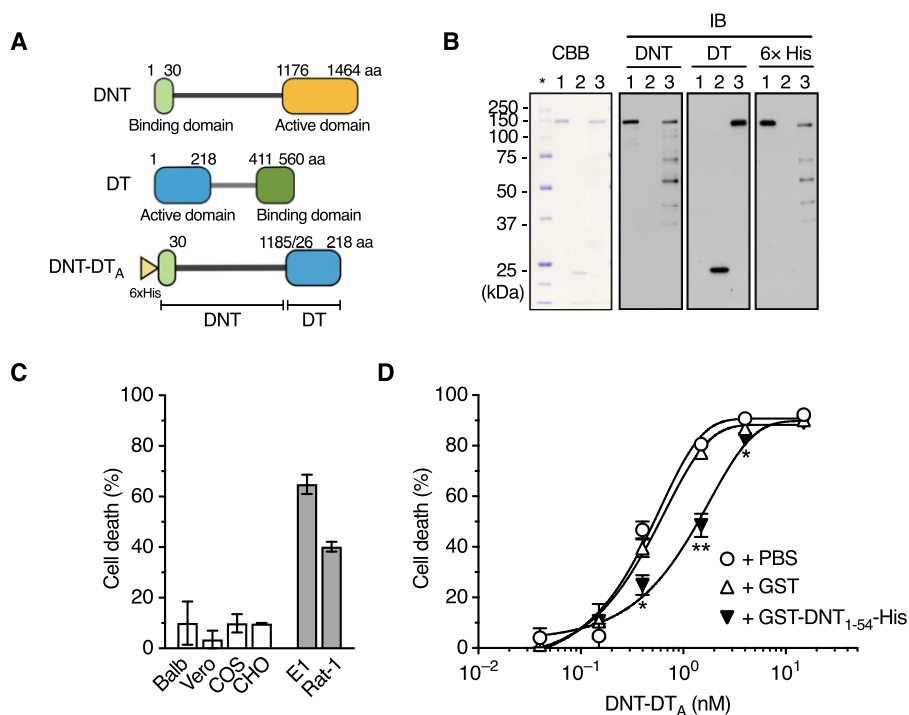 A
1 30 1176 1464 aa
DNT
Binding domain Active domain
1 218 411 560 aa
DT
Active domain Binding domain
30 1185/26 218 aa
DNT-DTA
6xHis
DNT DT
B
IB
CBB DNT DT 6× His
* 1 2 3 1 2 3 1 2 3 1 2 3
250
150
100
75
50
37
25
(kDa)
C
Cell death (%)
100
80
60
40
20
0
Balb Vero COS CHO E1 Rat-1
D
Cell death (%)
100
80
60
40
20
0
*
**
*
+ PBS
+ GST
+ GST-DNT1-54-His
10−2 10−1 100 101
DNT-DTA (nM)